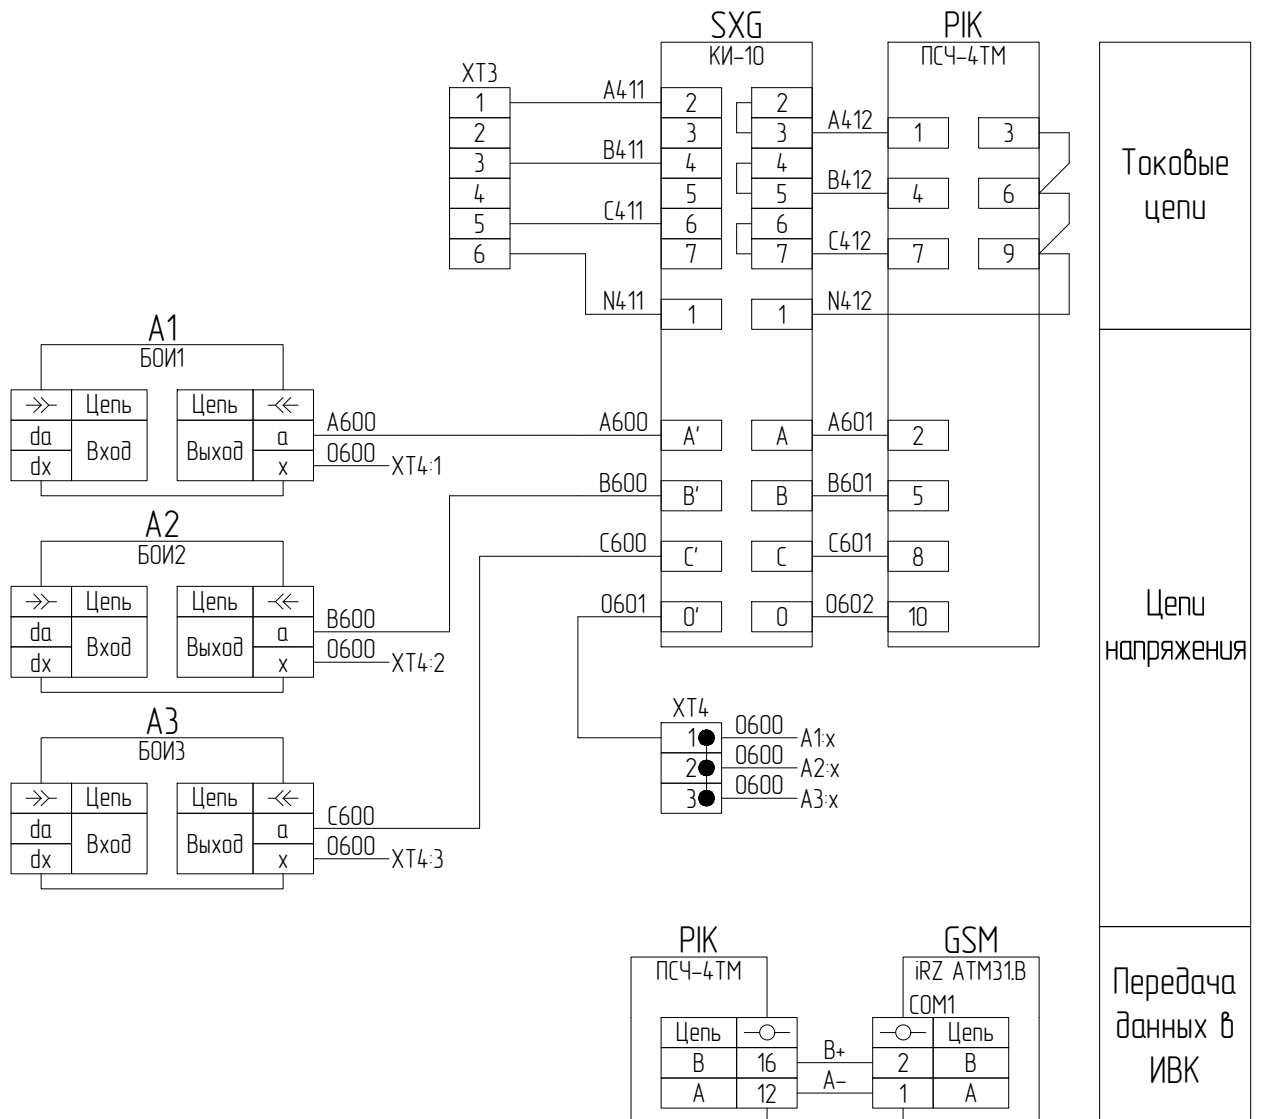 SXG
КИ-10
PIK
ПСЧ-4ТМ
XT3
1
2
3
4
5
6
A411
B411
C411
N411
2
3
4
5
6
7
1
2
3
4
5
6
7
1
A412
B412
C412
N412
1
4
7
3
6
9
Токовые
цепи
A1
БОИ1
Цепь
da
dx
Вход
Цепь
Выход
a
x
A600
0600
XT4:1
A2
БОИ2
Цепь
da
dx
Вход
Цепь
Выход
a
x
B600
0600
XT4:2
A3
БОИ3
Цепь
da
dx
Вход
Цепь
Выход
a
x
C600
0600
XT4:3
A600
B600
C600
0601
A'
B'
C'
O'
A
B
C
O
A601
B601
C601
0602
2
5
8
10
XT4
1
2
3
0600
A1:x
0600
A2:x
0600
A3:x
Цепи
напряжения
PIK
ПСЧ-4ТМ
Цепь
B 16
A 12
B+
A-
GSM
iRZ ATM31.B
COM1
Цепь
2 B
1 A
Передача
данных в
ИВК